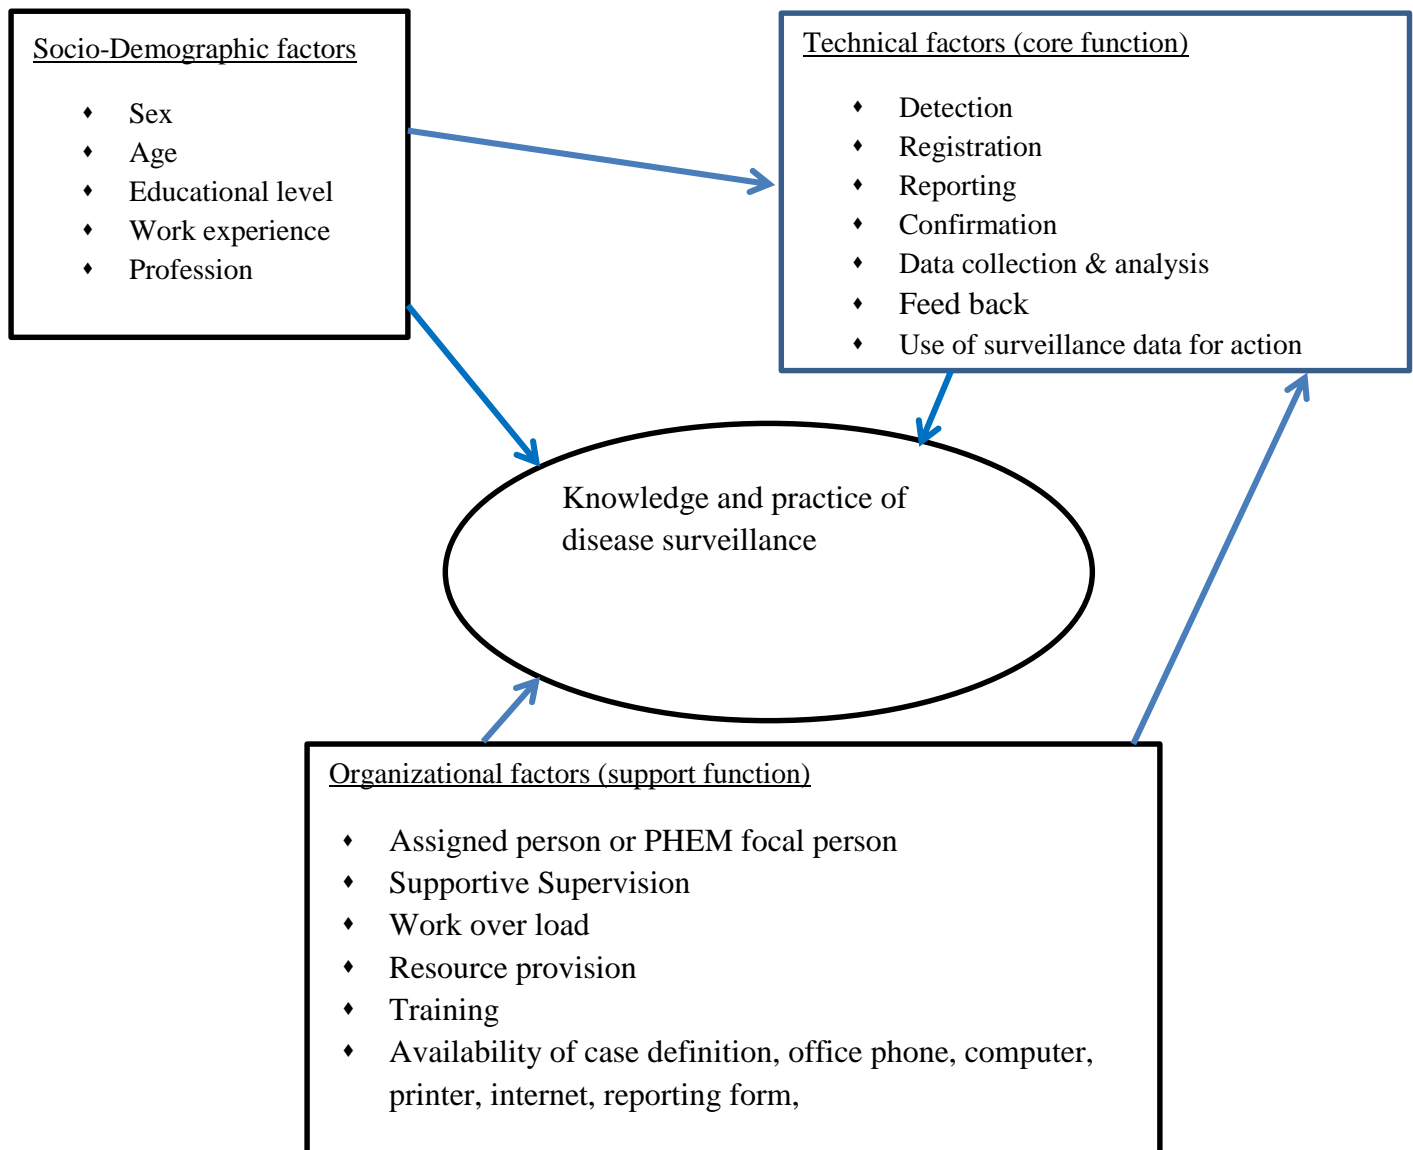 Socio-Demographic factors
♦ Sex
♦ Age
♦ Educational level
♦ Work experience
♦ Profession
Technical factors (core function)
♦ Detection
♦ Registration
♦ Reporting
♦ Confirmation
♦ Data collection & analysis
♦ Feed back
♦ Use of surveillance data for action
Knowledge and practice of
disease surveillance
Organizational factors (support function)
♦ Assigned person or PHEM focal person
♦ Supportive Supervision
♦ Work over load
♦ Resource provision
♦ Training
♦ Availability of case definition, office phone, computer,
printer, internet, reporting form,